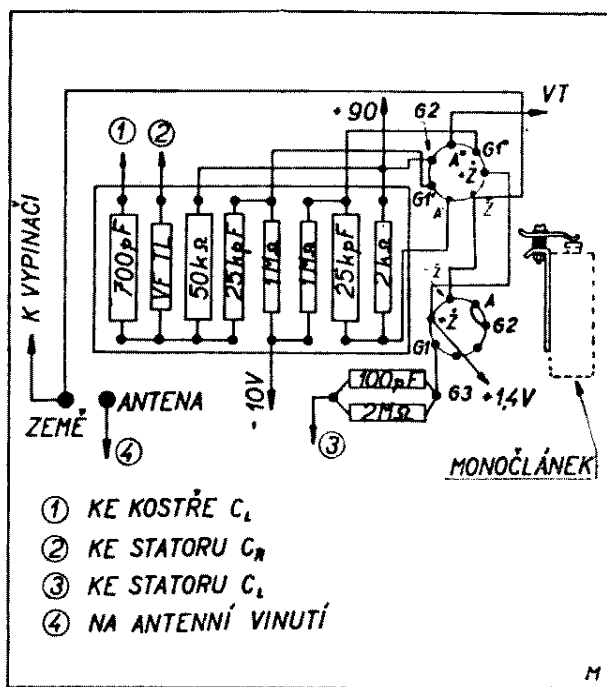 VT
+90
G2
A"
G1"
① ②
+Ż
G1'
A'
Ż
K VYPINAČI
700pF
VF TL
50kΩ
25kpF
1MΩ
1MΩ
25kpF
2kΩ
-Ż
A
+Ż
G2
G1
100pF
G3
2MΩ
+1,4V
-10V
ZEMĚ
ANTENA
④
③
MONOČLÁNEK
① KE KOSTŘE C_L
② KE STATORU C_R
③ KE STATORU C_L
④ NA ANTENNÍ VINUTÍ
M